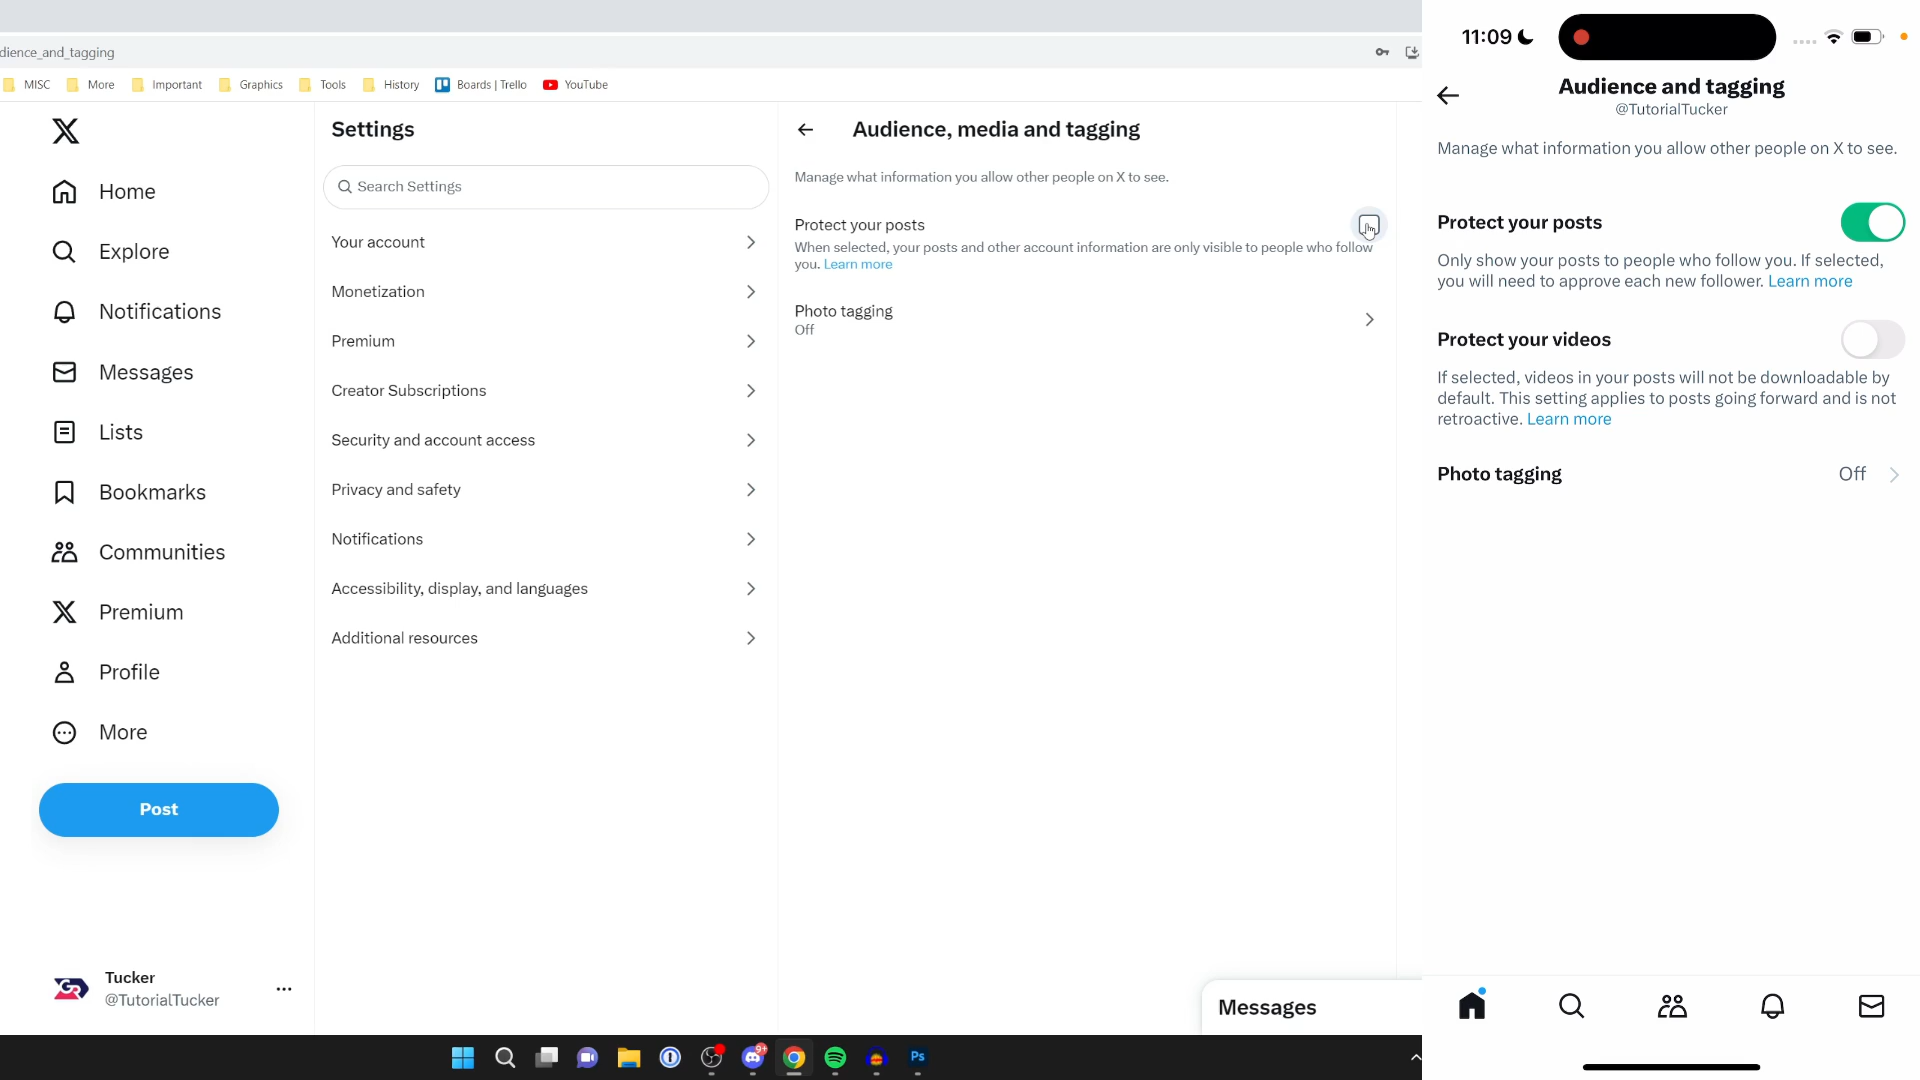 dience_and_tagging
MISC
More
Important
Graphics
Tools
History
Boards | Trello
YouTube
Home
Explore
Notifications
Messages
Lists
Bookmarks
Communities
Premium
Profile
More
Post
Tucker
@TutorialTucker
Settings
Search Settings
Your account
Monetization
Premium
Creator Subscriptions
Security and account access
Privacy and safety
Notifications
Accessibility, display, and languages
Additional resources
Audience, media and tagging
Manage what information you allow other people on X to see.
Protect your posts
When selected, your posts and other account information are only visible to people who follow
you. Learn more
Photo tagging
Off
Messages
9+
Ps
11:09
Audience and tagging
@TutorialTucker
Manage what information you allow other people on X to see.
Protect your posts
Only show your posts to people who follow you. If selected,
you will need to approve each new follower. Learn more
Protect your videos
If selected, videos in your posts will not be downloadable by
default. This setting applies to posts going forward and is not
retroactive. Learn more
Photo tagging
Off